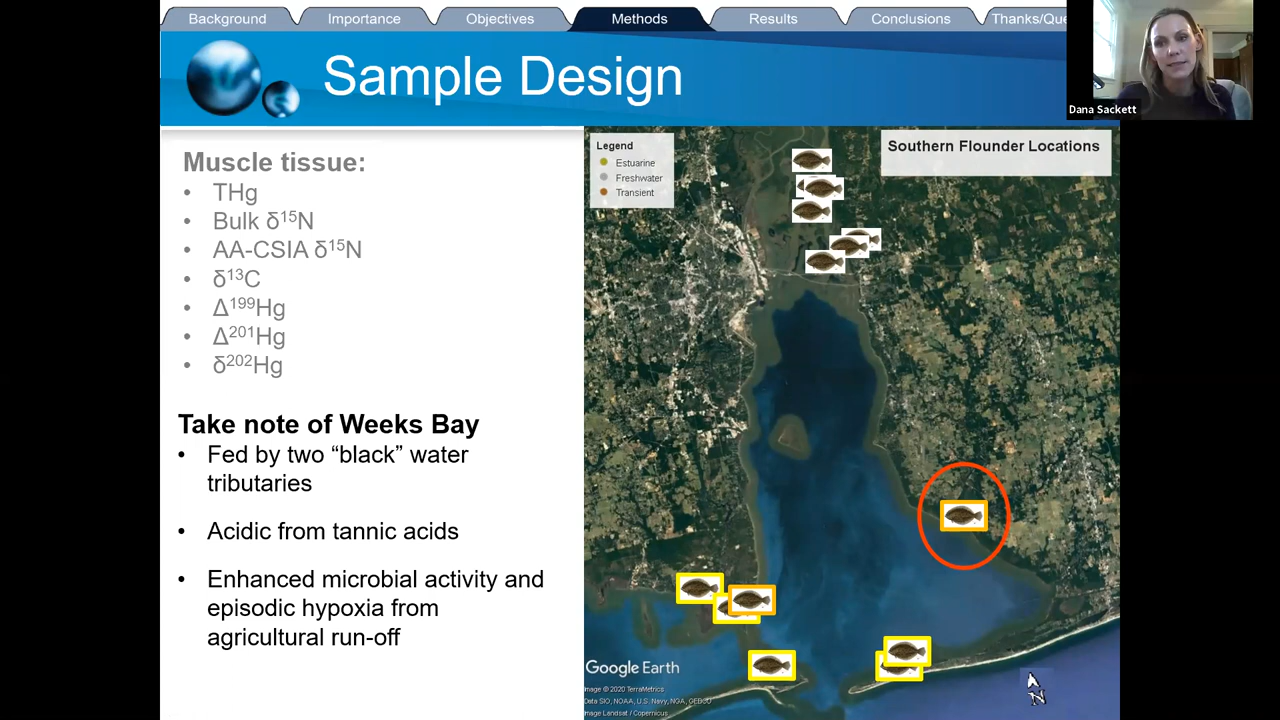 Background
Importance
Objectives
Methods
Results
Conclusions
Thanks/Que
Sample Design
Dana Sackett
Muscle tissue:
• THg
• Bulk δ¹⁵N
• AA-CSIA δ¹⁵N
• δ¹³C
• Δ¹⁹⁹Hg
• Δ²⁰¹Hg
• δ²⁰²Hg
Take note of Weeks Bay
• Fed by two “black” water
tributaries
• Acidic from tannic acids
• Enhanced microbial activity and
episodic hypoxia from
agricultural run-off
Legend
Estuarine
Freshwater
Transient
Southern Flounder Locations
Google Earth
Image © 2020 TerraMetrics
Data SIO, NOAA, U.S. Navy, NGA, GEBCO
Image Landsat / Copernicus
N